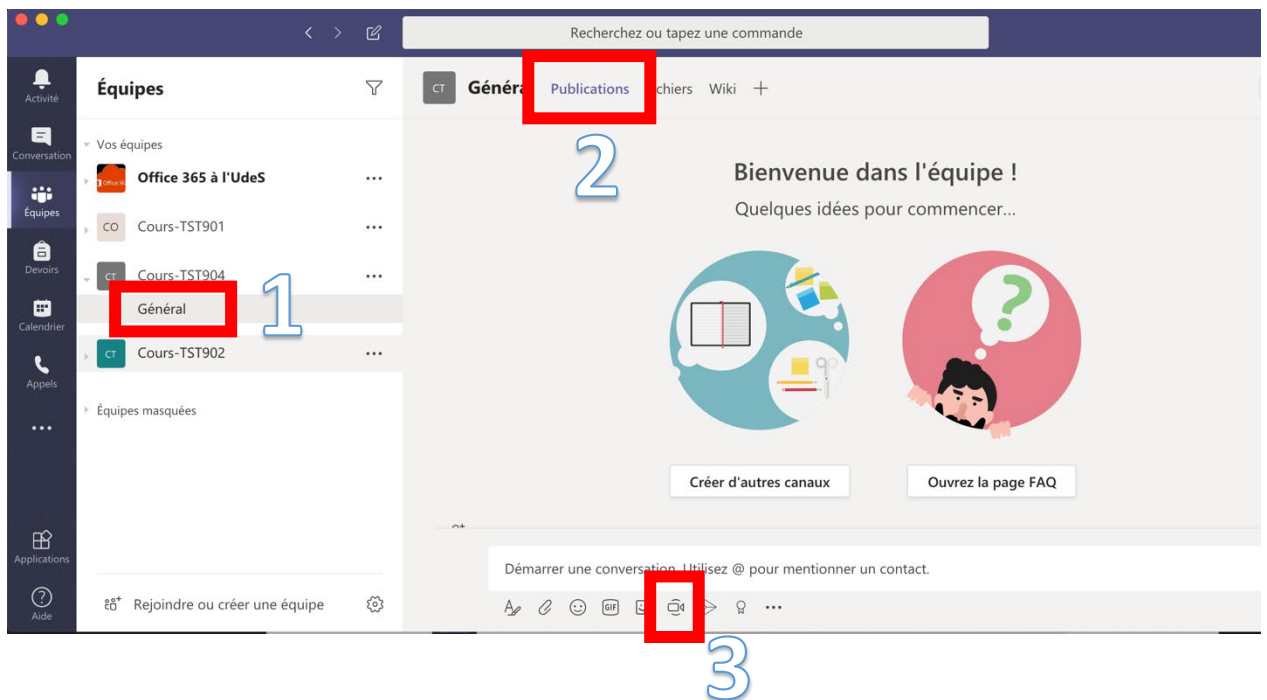 Recherchez ou tapez une commande
Activité
Conversation
Équipes
Devoirs
Calendrier
Appels
Applications
Aide
Équipes
Vos équipes
Office 365 à l'UdeS
CO Cours-TST901
CT Cours-TST904
Général
CT Cours-TST902
Équipes masquées
Rejoindre ou créer une équipe
1
CT Généra Publications chiers Wiki
2
Bienvenue dans l'équipe !
Quelques idées pour commencer...
?
Créer d'autres canaux
Ouvrez la page FAQ
Démarrer une conversation. Utilisez @ pour mentionner un contact.
GIF
3